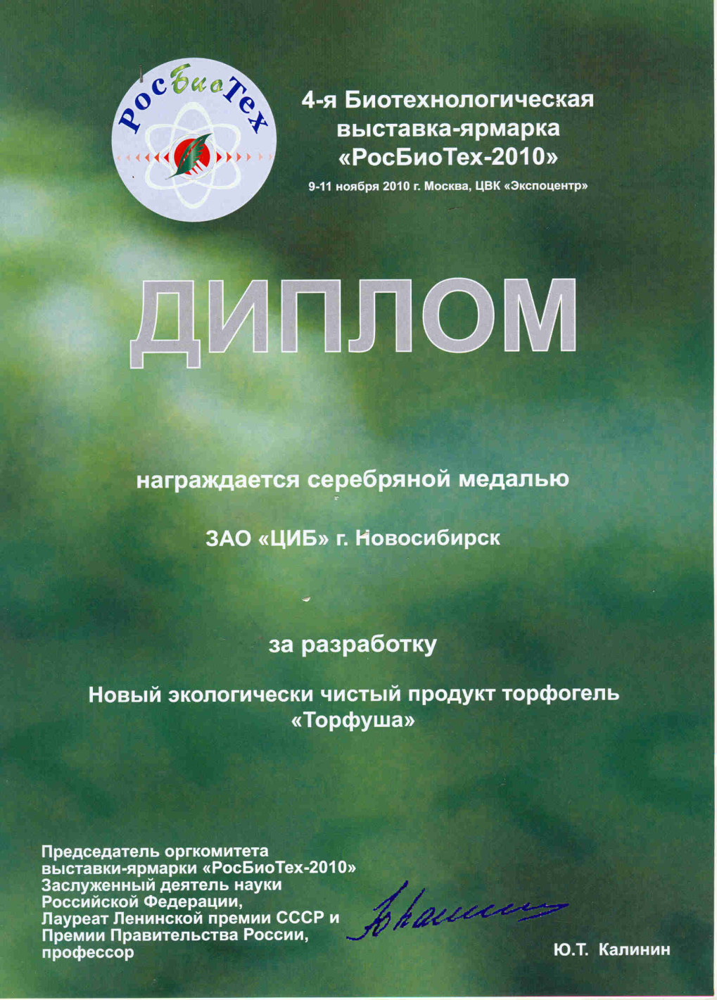 РосБиоТех
4-я Биотехнологическая
выставка-ярмарка
«РосБиоТех-2010»
9-11 ноября 2010 г. Москва, ЦВК «Экспоцентр»
ДИПЛОМ
награждается серебряной медалью
ЗАО «ЦИБ» г. Новосибирск
за разработку
Новый экологически чистый продукт торфогель
«Торфуша»
Председатель оргкомитета
выставки-ярмарки «РосБиоТех-2010»
Заслуженный деятель науки
Российской Федерации,
Лауреат Ленинской премии СССР и
Премии Правительства России,
профессор
Ю.Т. Калинин